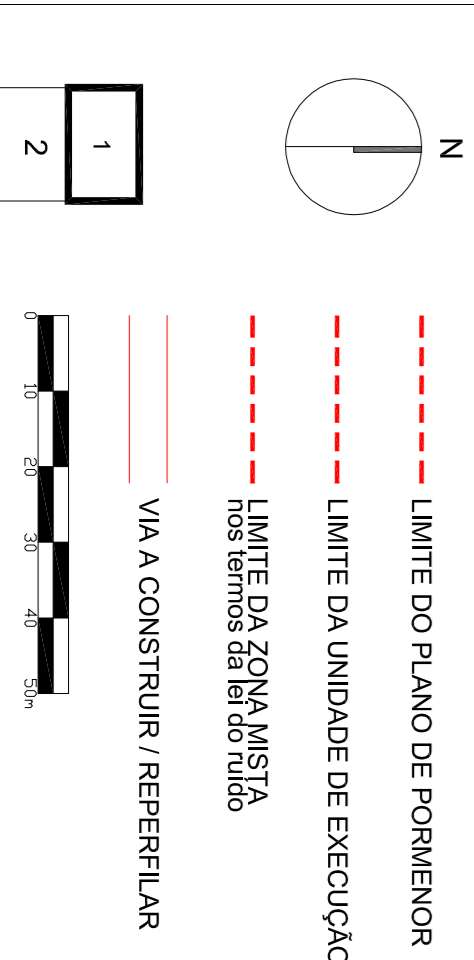 N
LIMITE DO PLANO DE PORMENOR
LIMITE DA UNIDADE DE EXECUÇÃO
LIMITE DA ZONA MISTA
nos termos da lei do ruído
VIA A CONSTRUIR / REPERFILAR
1
2
0 10 20 30 40 50m